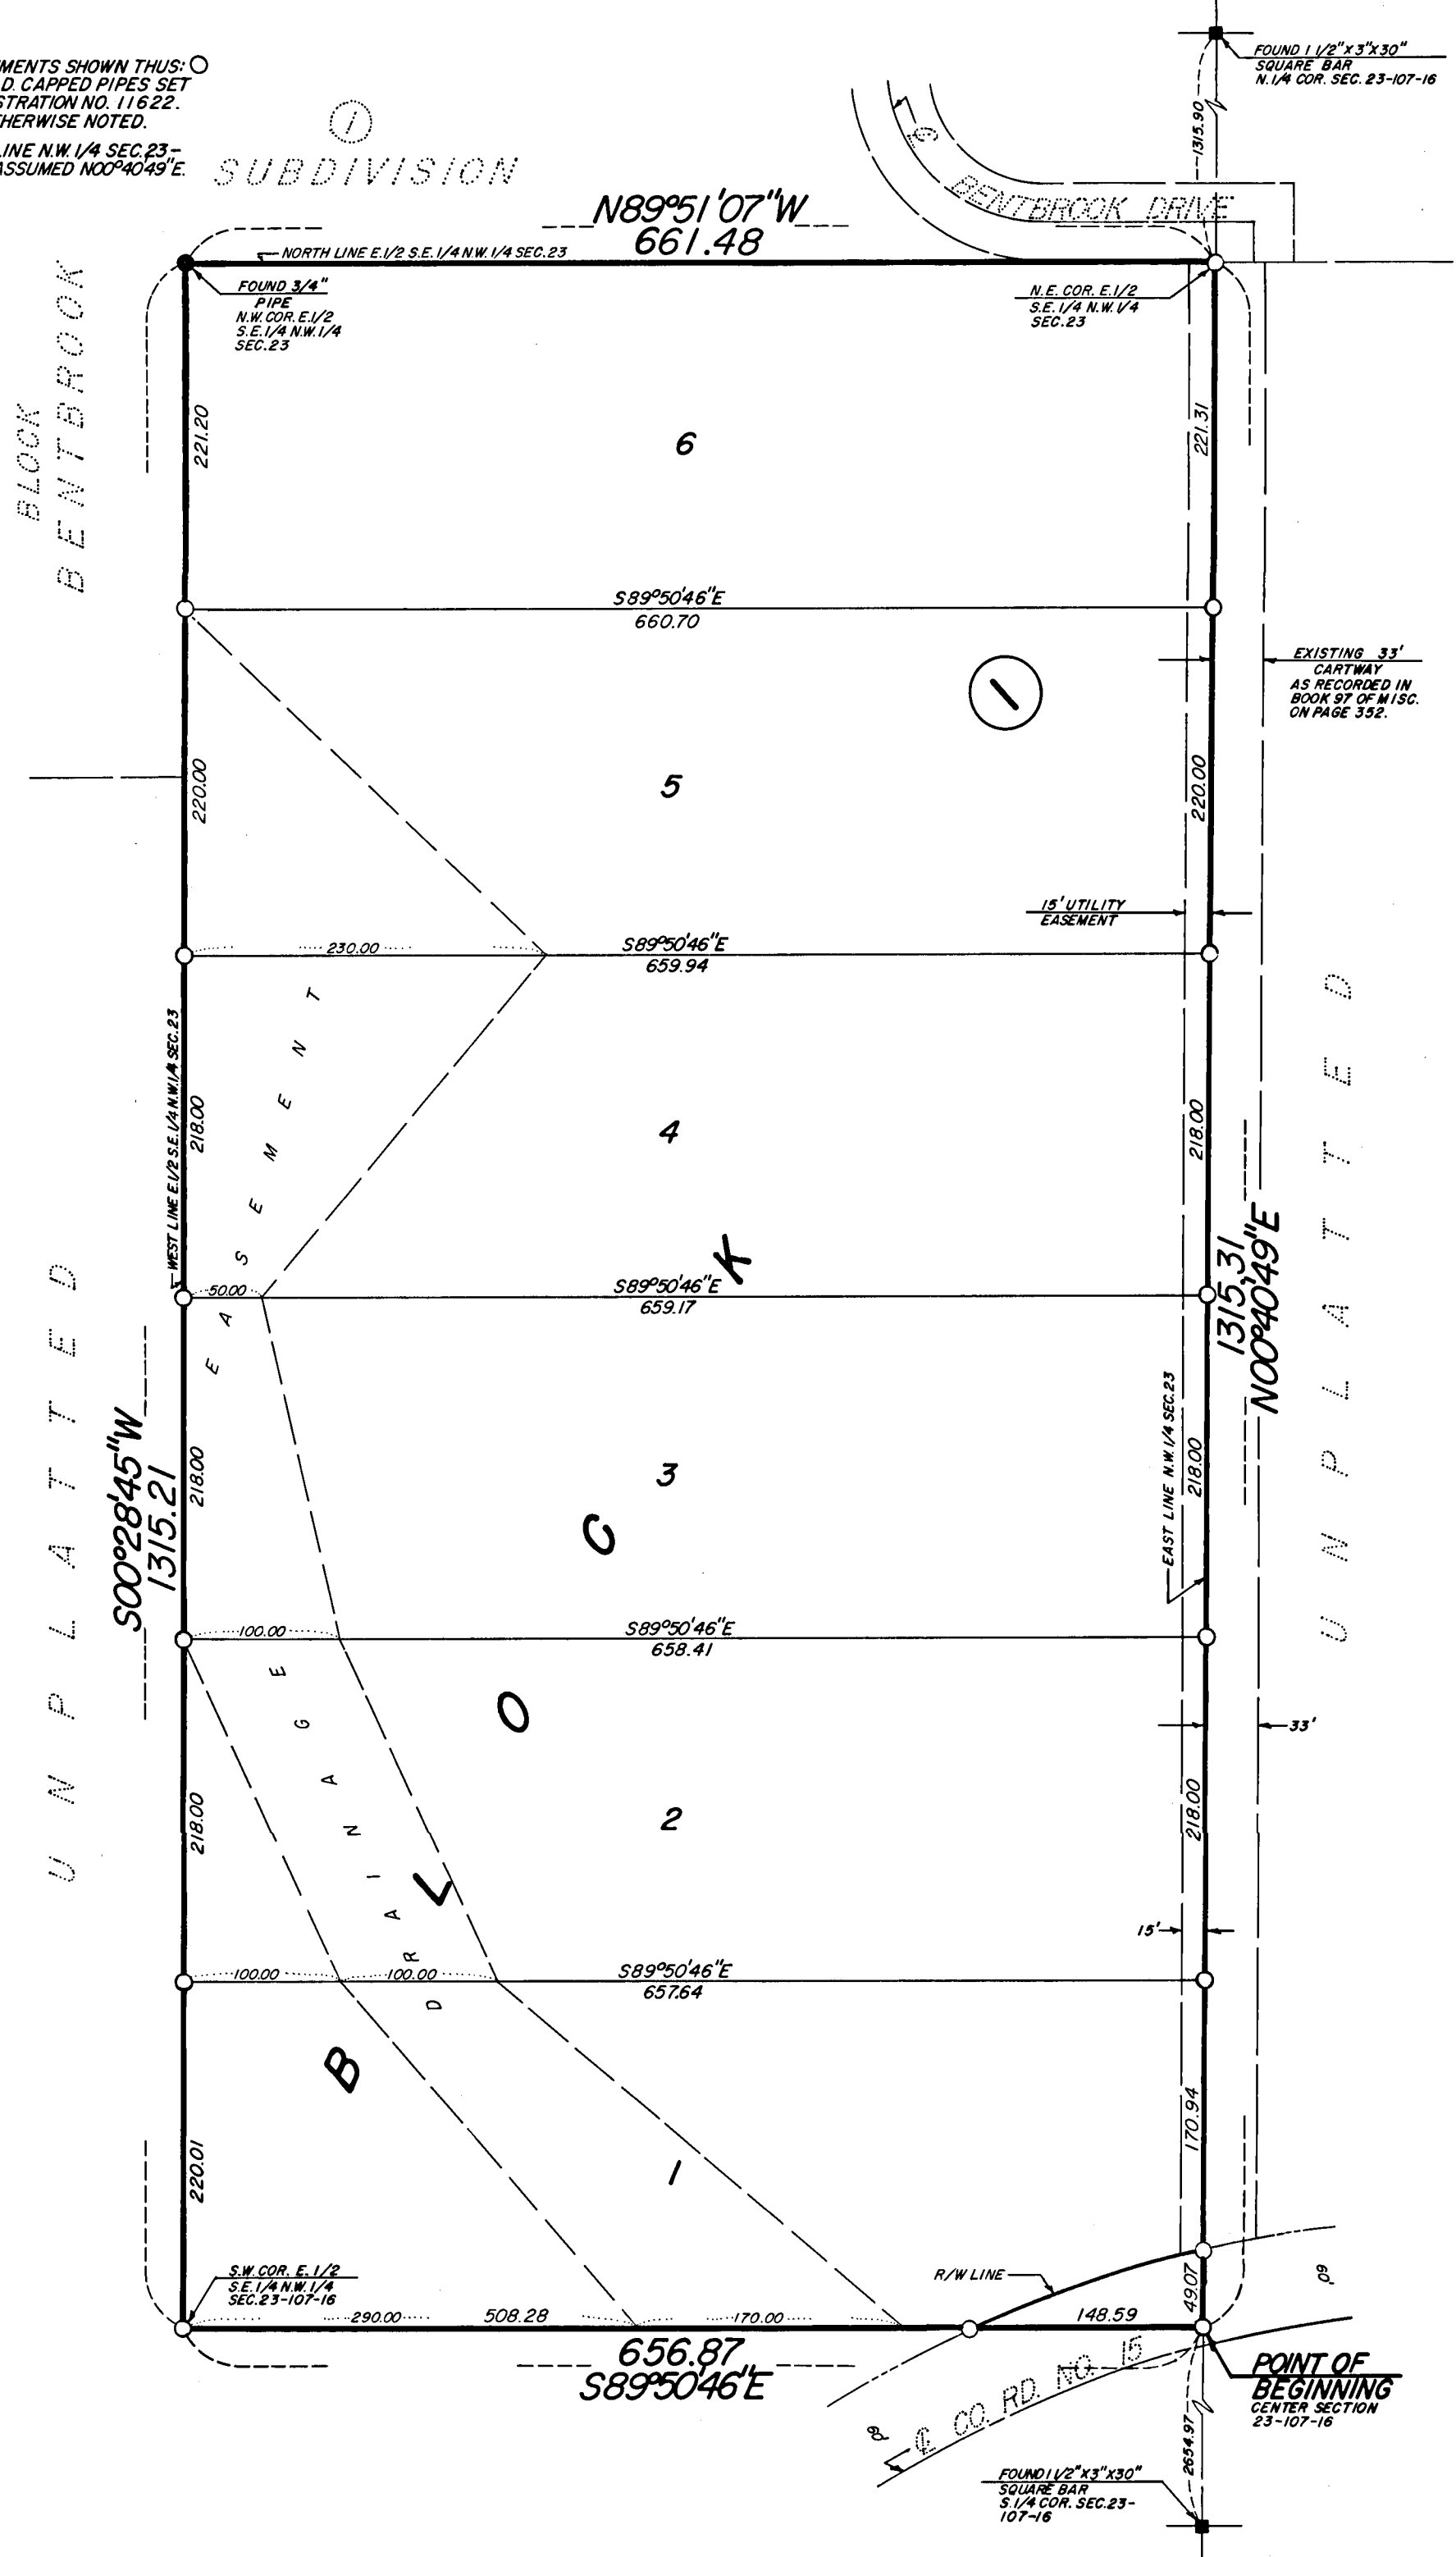 MENTS SHOWN THUS:
D. CAPPED PIPES SET
STRATION NO. 11622.
HERWISE NOTED.
LINE N.W. 1/4 SEC. 23-
ASSUMED N00°40'49"E.
1
SUBDIVISION
BLOCK
BENTBROOK
FOUND 1 1/2"X3"X30"
SQUARE BAR
N.1/4 COR. SEC. 23-107-16
1315.90
BENTBROOK DRIVE
N89°51'07"W
661.48
NORTH LINE E.1/2 S.E.1/4 N.W.1/4 SEC.23
FOUND 3/4"
PIPE
N.W. COR. E.1/2
S.E.1/4 N.W.1/4
SEC.23
N.E. COR. E.1/2
S.E.1/4 N.W.1/4
SEC.23
221.20
6
221.31
S89°50'46"E
660.70
1
EXISTING 33'
CARTWAY
AS RECORDED IN
BOOK 97 OF MISC.
ON PAGE 352.
220.00
5
220.00
15' UTILITY
EASEMENT
230.00
S89°50'46"E
659.94
WEST LINE E.1/2 S.E.1/4 N.W.1/4 SEC.23
218.00
4
218.00
UNPLATTED
50.00
S89°50'46"E
659.17
1315.31
N00°40'49"E
UNPLATTED
S00°28'45"W
1315.21
218.00
3
218.00
EAST LINE N.W.1/4 SEC.23
100.00
S89°50'46"E
658.41
DRAINAGE EASEMENT
33'
218.00
2
218.00
15'
100.00
100.00
S89°50'46"E
657.64
BLOCK
220.01
1
170.94
S.W. COR. E.1/2
S.E.1/4 N.W.1/4
SEC.23-107-16
R/W LINE
49.07
60'
290.00
508.28
170.00
148.59
656.87
S89°50'46"E
60'
℄ CO. RD. NO. 15
POINT OF
BEGINNING
CENTER SECTION
23-107-16
2654.97
FOUND 1 1/2"X3"X30"
SQUARE BAR
S.1/4 COR. SEC.23-
107-16